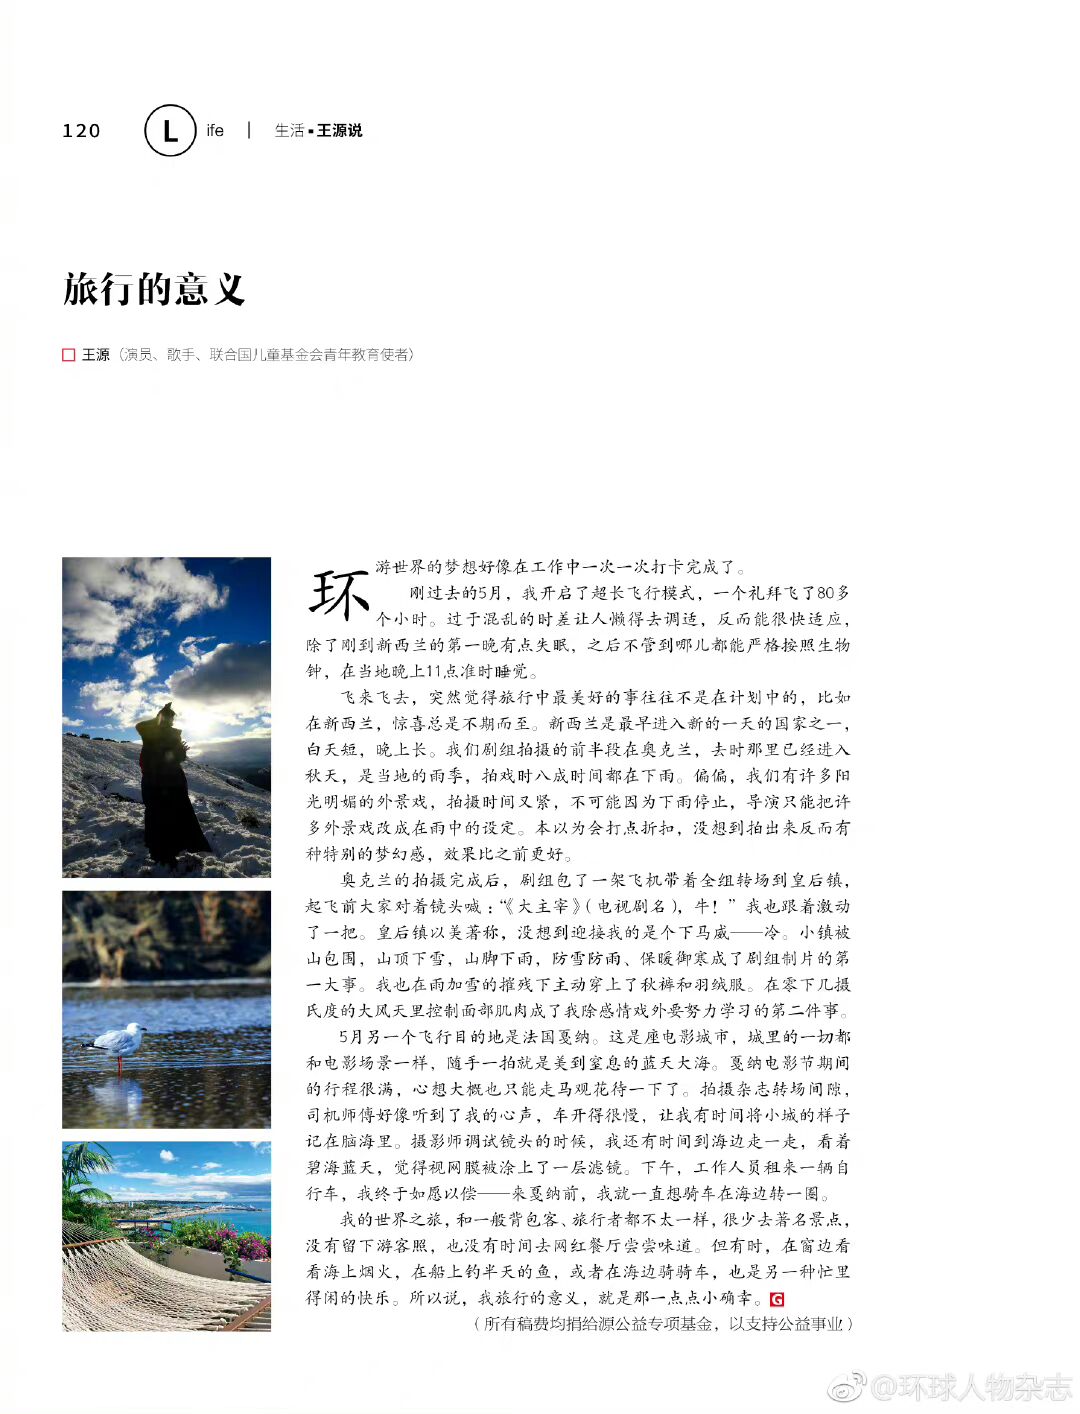 120 Life | 生活▪王源说
旅行的意义
□ 王源（演员、歌手、联合国儿童基金会青年教育使者）
环游世界的梦想好像在工作中一次一次打卡完成了。
刚过去的5月，我开启了超长飞行模式，一个礼拜飞了80多
个小时。过于混乱的时差让人懒得去调适，反而能很快适应，
除了刚到新西兰的第一晚有点失眠，之后不管到哪儿都能严格按照生物
钟，在当地晚上11点准时睡觉。
飞来飞去，突然觉得旅行中最美好的事往往不是在计划中的，比如
在新西兰，惊喜总是不期而至。新西兰是最早进入新的一天的国家之一，
白天短，晚上长。我们剧组拍摄的前半段在奥克兰，去时那里已经进入
秋天，是当地的雨季，拍戏时八成时间都在下雨。偏偏，我们有许多阳
光明媚的外景戏，拍摄时间又紧，不可能因为下雨停止，导演只能把许
多外景戏改成在雨中的设定。本以为会打点折扣，没想到拍出来反而有
种特别的梦幻感，效果比之前更好。
奥克兰的拍摄完成后，剧组包了一架飞机带着全组转场到皇后镇，
起飞前大家对着镜头喊：“《大主宰》（电视剧名），牛！”我也跟着激动
了一把。皇后镇以美著称，没想到迎接我的是个下马威——冷。小镇被
山包围，山顶下雪，山脚下雨，防雪防雨、保暖御寒成了剧组制片的第
一大事。我也在雨加雪的摧残下主动穿上了秋裤和羽绒服。在零下几摄
氏度的大风天里控制面部肌肉成了我除感情戏外要努力学习的第二件事。
5月另一个飞行目的地是法国戛纳。这是座电影城市，城里的一切都
和电影场景一样，随手一拍就是美到窒息的蓝天大海。戛纳电影节期间
的行程很满，心想大概也只能走马观花待一下了。拍摄杂志转场间隙，
司机师傅好像听到了我的心声，车开得很慢，让我有时间将小城的样子
记在脑海里。摄影师调试镜头的时候，我还有时间到海边走一走，看着
碧海蓝天，觉得视网膜被涂上了一层滤镜。下午，工作人员租来一辆自
行车，我终于如愿以偿——来戛纳前，我就一直想骑车在海边转一圈。
我的世界之旅，和一般背包客、旅行者都不太一样，很少去著名景点，
没有留下游客照，也没有时间去网红餐厅尝尝味道。但有时，在窗边看
看海上烟火，在船上钓半天的鱼，或者在海边骑骑车，也是另一种忙里
得闲的快乐。所以说，我旅行的意义，就是那一点点小确幸。G
（所有稿费均捐给源公益专项基金，以支持公益事业）
@环球人物杂志